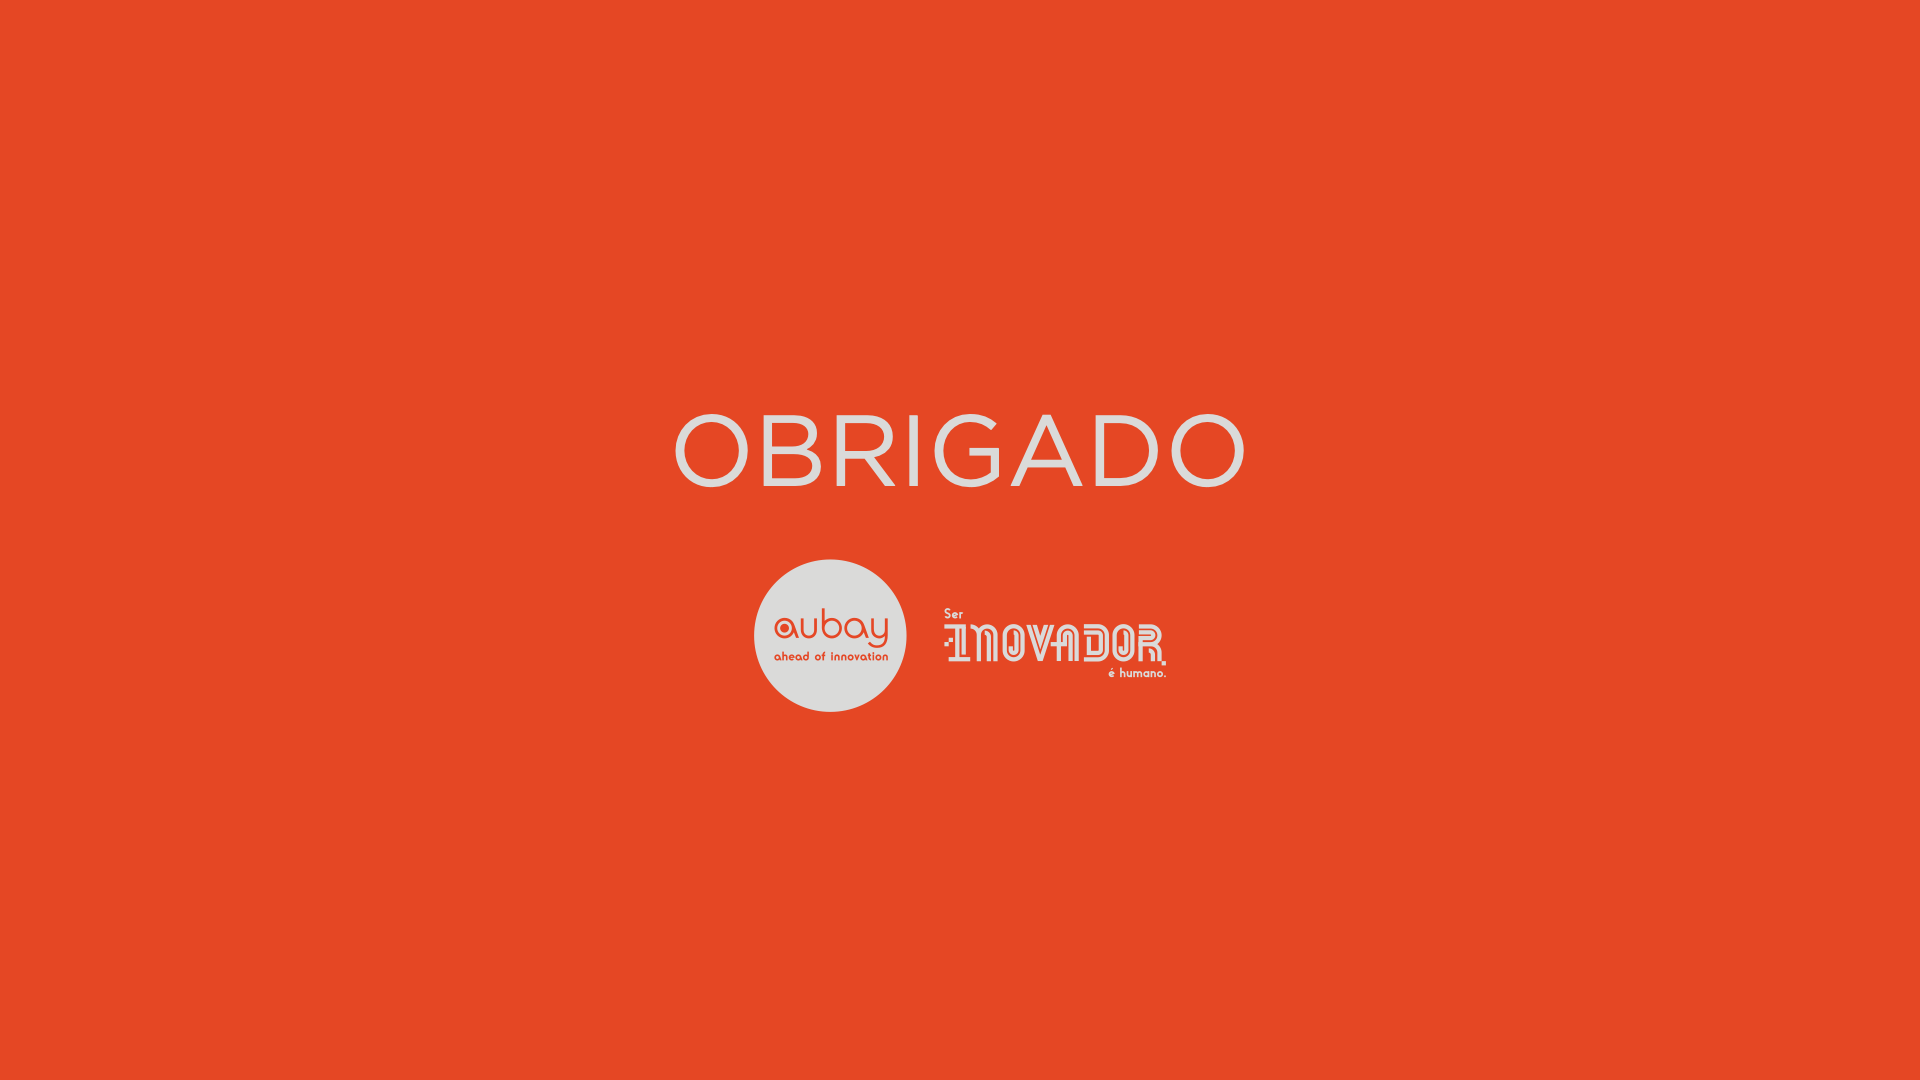 OBRIGADO
aubay
ahead of innovation
Ser
INOVADOR
é humano.